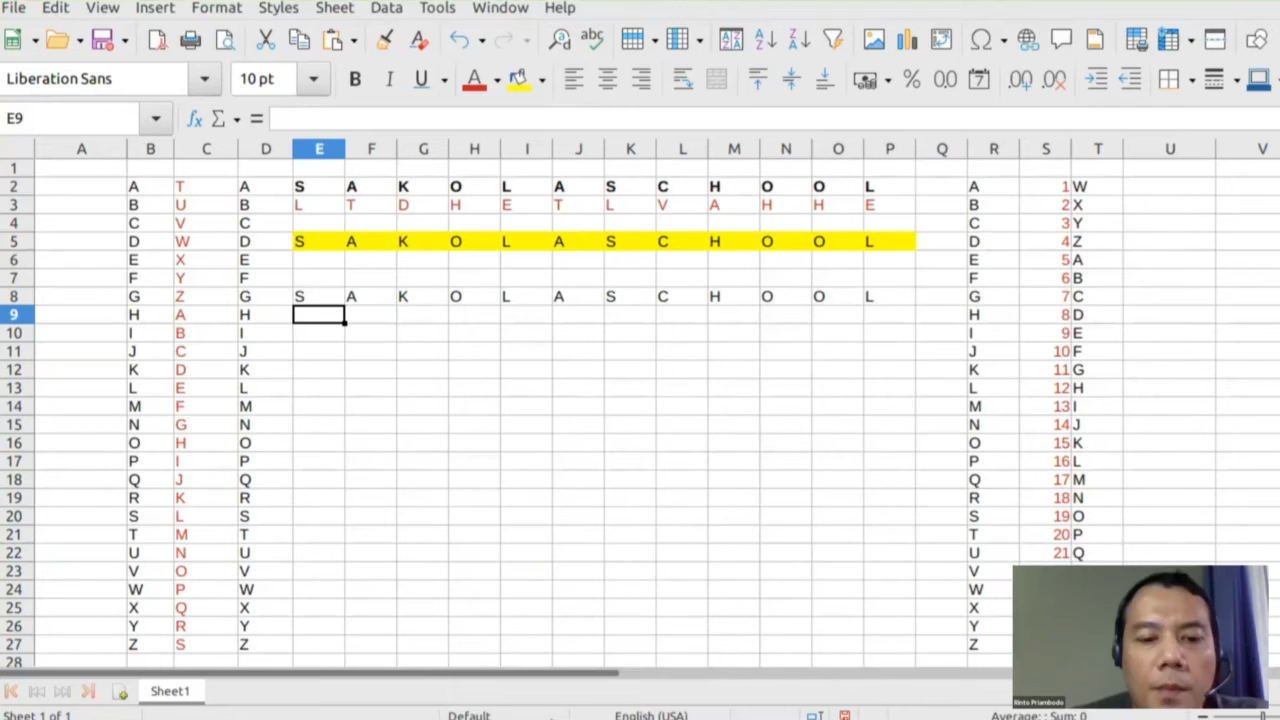 File Edit View Insert Format Styles Sheet Data Tools Window Help
Liberation Sans 10 pt
E9
A B C D E F G H I J K L M N O P Q R S T U V
1
2 A T A S A K O L A S C H O O L A 1 W
3 B U B L T D H E T L V A H H E B 2 X
4 C V C C 3 Y
5 D W D S A K O L A S C H O O L D 4 Z
6 E X E E 5 A
7 F Y F F 6 B
8 G Z G S A K O L A S C H O O L G 7 C
9 H A H H 8 D
10 I B I I 9 E
11 J C J J 10 F
12 K D K K 11 G
13 L E L L 12 H
14 M F M M 13 I
15 N G N N 14 J
16 O H O O 15 K
17 P I P P 16 L
18 Q J Q Q 17 M
19 R K R R 18 N
20 S L S S 19 O
21 T M T T 20 P
22 U N U U 21 Q
23 V O V V
24 W P W W
25 X Q X X
26 Y R Y Y
27 Z S Z Z
28
Rinto Priambodo
Sheet1
Sheet 1 of 1 Default English (USA) Average: ; Sum: 0